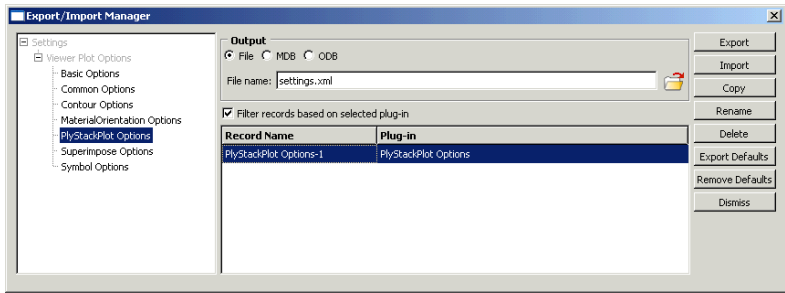 Export/Import Manager
Settings
Viewer Plot Options
Basic Options
Common Options
Contour Options
MaterialOrientation Options
PlyStackPlot Options
Superimpose Options
Symbol Options
Output
File MDB ODB
File name: settings.xml
Filter records based on selected plug-in
Record Name Plug-in
PlyStackPlot Options-1 PlyStackPlot Options
Export
Import
Copy
Rename
Delete
Export Defaults
Remove Defaults
Dismiss